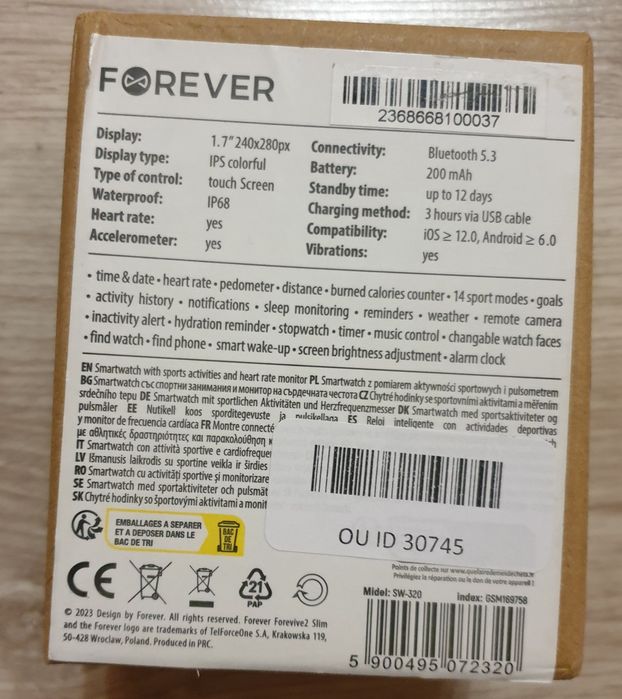 FOREVER
2368668100037
Display: 1.7" 240x280px
Display type: IPS colorful
Type of control: touch Screen
Waterproof: IP68
Heart rate: yes
Accelerometer: yes
Connectivity: Bluetooth 5.3
Battery: 200 mAh
Standby time: up to 12 days
Charging method: 3 hours via USB cable
Compatibility: iOS ≥ 12.0, Android ≥ 6.0
Vibrations: yes
• time & date • heart rate • pedometer • distance • burned calories counter • 14 sport modes • goals
• activity history • notifications • sleep monitoring • reminders • weather • remote camera
• inactivity alert • hydration reminder • stopwatch • timer • music control • changable watch faces
• find watch • find phone • smart wake-up • screen brightness adjustment • alarm clock
EN Smartwatch with sports activities and heart rate monitor PL Smartwatch z pomiarem aktywności sportowych i pulsometrem
BG Smartwatch със спортни занимания и монитор на сърдечната честота CZ Chytré hodinky se sportovními aktivitami a měřením
srdečního tepu DE Smartwatch mit sportlichen Aktivitäten und Herzfrequenzmesser DK Smartwatch med sportsaktiviteter og
pulsmåler EE Nutikell koos sporditegevuste ja pulsikellaga ES Reloj inteligente con actividades deportivas
y monitor de frecuencia cardíaca FR Montre connecté
με αθλητικές δραστηριότητες και παρακολούθηση κ
IT Smartwatch con attività sportive e cardiofreque
LV Išmanusis laikrodis su sportine veikla ir širdies
RO Smartwatch cu activități sportive și monitorizare
SE Smartwatch med sportaktiviteter och pulsmät
SK Chytré hodinky so športovými aktivitami a monit
EMBALLAGES A SEPARER
ET A DEPOSER DANS LE
BAC DE TRI
BAC
DE
TRI
OU ID 30745
Points de collecte sur www.quefairedemesdechets.fr
Privilégiez la réparation ou le don de votre appareil !
CE
21
PAP
Midel: SW-320 index: GSM169758
© 2023 Design by Forever. All rights reserved. Forever Forevive2 Slim
and the Forever logo are trademarks of TelForceOne S.A, Krakowska 119,
50-428 Wroclaw, Poland. Produced in PRC.
5 900495 072320